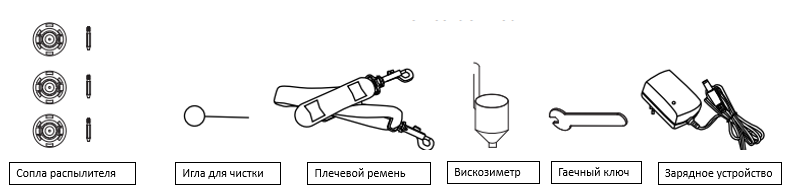 Сопла распылителя
Игла для чистки
Плечевой ремень
Вискозиметр
Гаечный ключ
Зарядное устройство